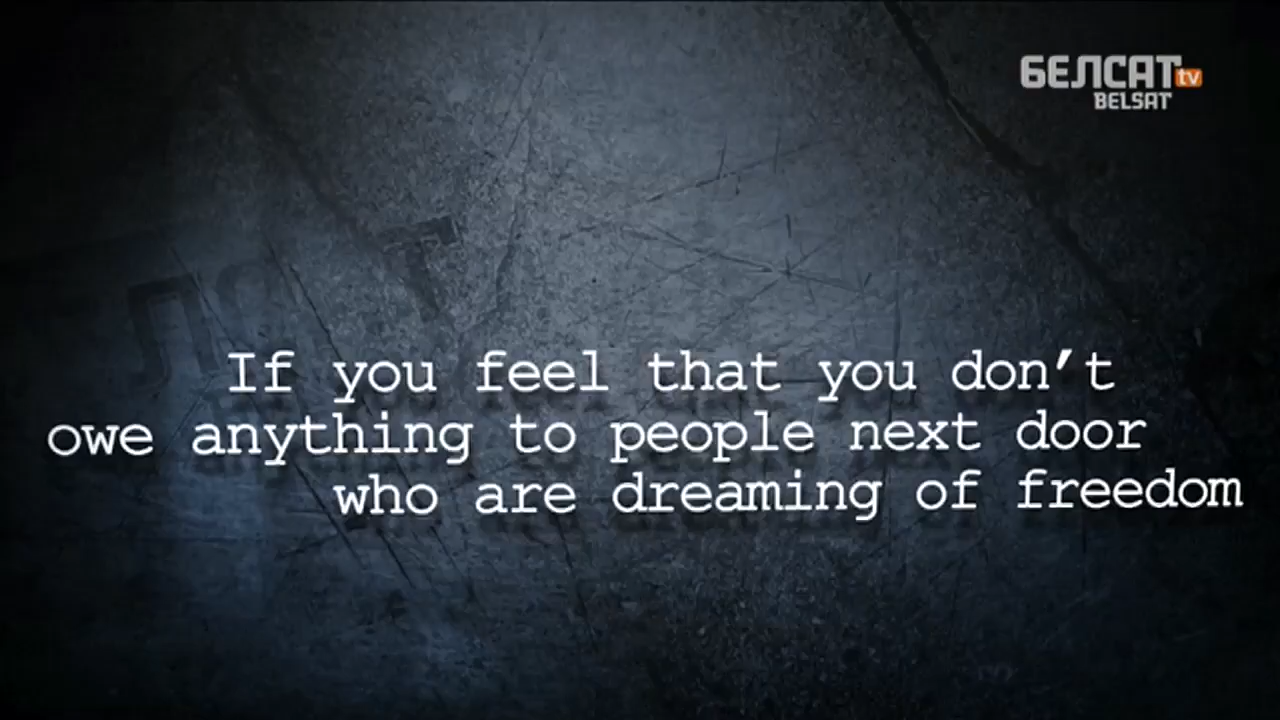 БЕЛСАТ tv
BELSAT
If you feel that you don't
owe anything to people next door
who are dreaming of freedom